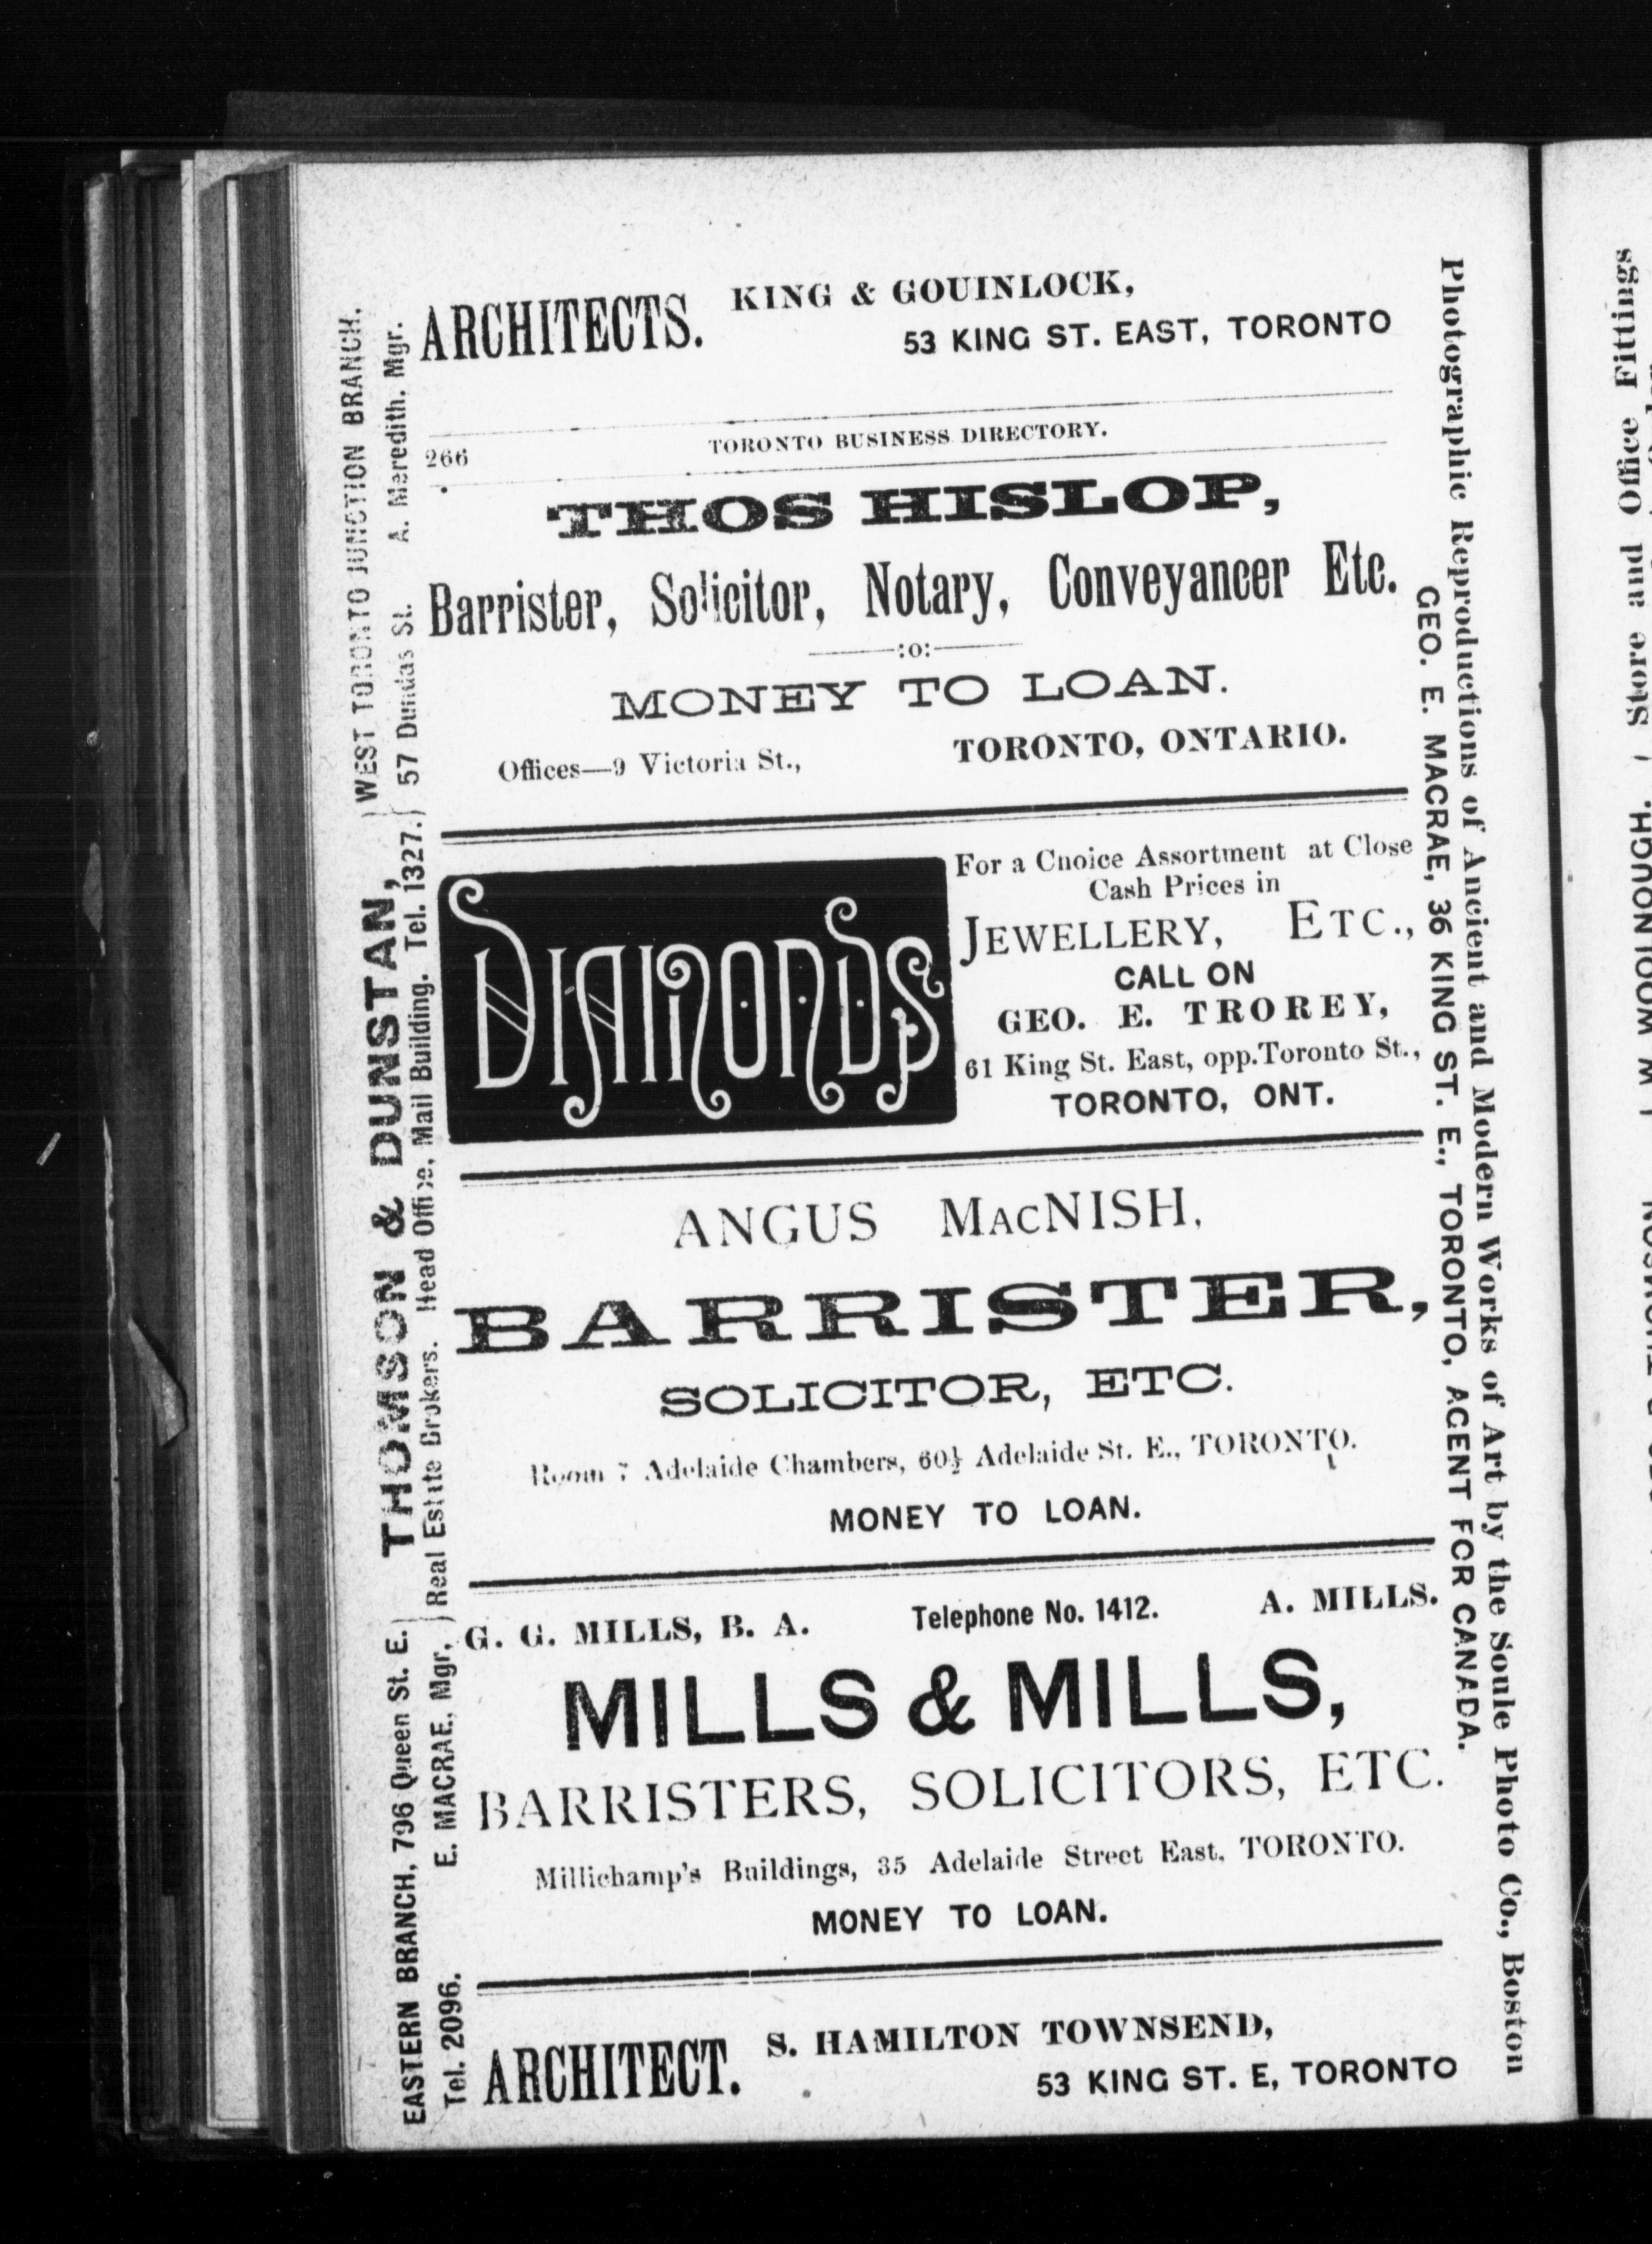 ARCHITECTS. KING & GOUINLOCK,
53 KING ST. EAST, TORONTO
266 TORONTO BUSINESS DIRECTORY.
THOS HISLOP,
Barrister, Solicitor, Notary, Conveyancer Etc.
:o:
MONEY TO LOAN.
Offices—9 Victoria St., TORONTO, ONTARIO.
DIAMONDS
For a Cnoice Assortment at Close
Cash Prices in
JEWELLERY, ETC.,
CALL ON
GEO. E. TROREY,
61 King St. East, opp. Toronto St.,
TORONTO, ONT.
ANGUS MACNISH,
BARRISTER,
SOLICITOR, ETC.
Room 7 Adelaide Chambers, 60½ Adelaide St. E., TORONTO.
MONEY TO LOAN.
G. G. MILLS, B. A. Telephone No. 1412. A. MILLS.
MILLS & MILLS,
BARRISTERS, SOLICITORS, ETC.
Millichamp's Buildings, 35 Adelaide Street East, TORONTO.
MONEY TO LOAN.
ARCHITECT. S. HAMILTON TOWNSEND,
53 KING ST. E, TORONTO
EASTERN BRANCH, 796 Queen St. E.
Tel. 2096. E. MACRAE, Mgr,
THOMSON & DUNSTAN,
Real Estate Brokers. Head Office, Mail Building. Tel. 1327.
WEST TORONTO JUNCTION BRANCH.
57 Dundas St. A. Meredith, Mgr.
Photographic Reproductions of Ancient and Modern Works of Art by the Soule Photo Co., Boston
GEO. E. MACRAE, 36 KING ST. E., TORONTO, AGENT FOR CANADA.
Store and Office Fittings